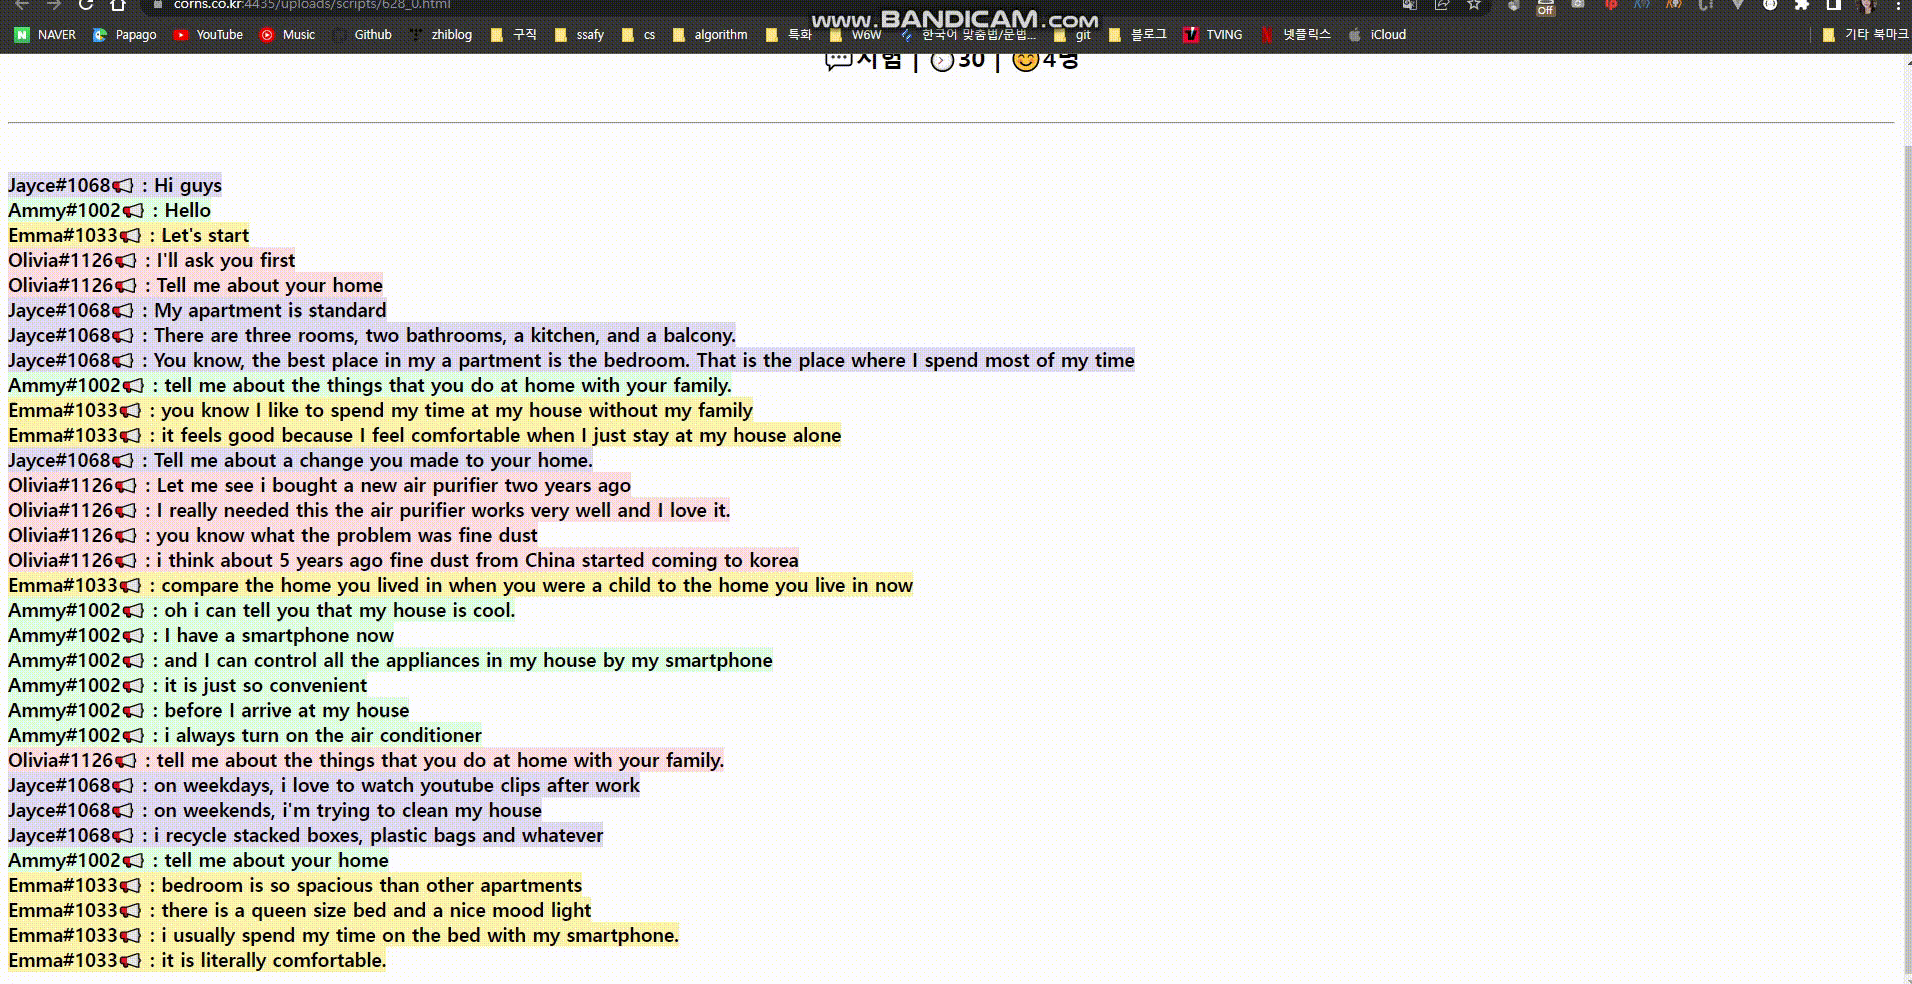 corns.co.kr:4435/uploads/scripts/628_0.html
Off
www.BANDICAM.com
NAVER Papago YouTube Music Github zhiblog 구직 ssafy cs algorithm 특화 W6W 한국어 맞춤법/문법... git 블로그 TVING 넷플릭스 iCloud 기타 북마크
시험 | 30 | 4명
Jayce#1068 : Hi guys
Ammy#1002 : Hello
Emma#1033 : Let's start
Olivia#1126 : I'll ask you first
Olivia#1126 : Tell me about your home
Jayce#1068 : My apartment is standard
Jayce#1068 : There are three rooms, two bathrooms, a kitchen, and a balcony.
Jayce#1068 : You know, the best place in my a partment is the bedroom. That is the place where I spend most of my time
Ammy#1002 : tell me about the things that you do at home with your family.
Emma#1033 : you know I like to spend my time at my house without my family
Emma#1033 : it feels good because I feel comfortable when I just stay at my house alone
Jayce#1068 : Tell me about a change you made to your home.
Olivia#1126 : Let me see i bought a new air purifier two years ago
Olivia#1126 : I really needed this the air purifier works very well and I love it.
Olivia#1126 : you know what the problem was fine dust
Olivia#1126 : i think about 5 years ago fine dust from China started coming to korea
Emma#1033 : compare the home you lived in when you were a child to the home you live in now
Ammy#1002 : oh i can tell you that my house is cool.
Ammy#1002 : I have a smartphone now
Ammy#1002 : and I can control all the appliances in my house by my smartphone
Ammy#1002 : it is just so convenient
Ammy#1002 : before I arrive at my house
Ammy#1002 : i always turn on the air conditioner
Olivia#1126 : tell me about the things that you do at home with your family.
Jayce#1068 : on weekdays, i love to watch youtube clips after work
Jayce#1068 : on weekends, i'm trying to clean my house
Jayce#1068 : i recycle stacked boxes, plastic bags and whatever
Ammy#1002 : tell me about your home
Emma#1033 : bedroom is so spacious than other apartments
Emma#1033 : there is a queen size bed and a nice mood light
Emma#1033 : i usually spend my time on the bed with my smartphone.
Emma#1033 : it is literally comfortable.